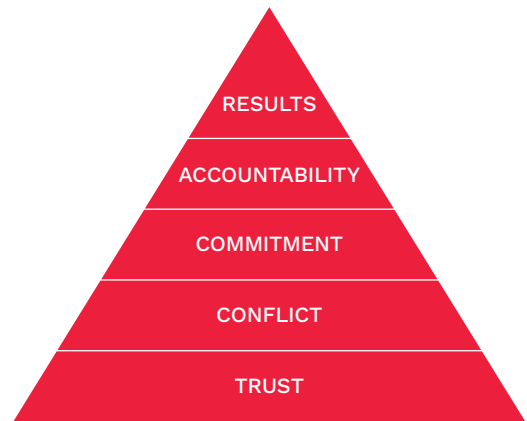 RESULTS
ACCOUNTABILITY
COMMITMENT
CONFLICT
TRUST